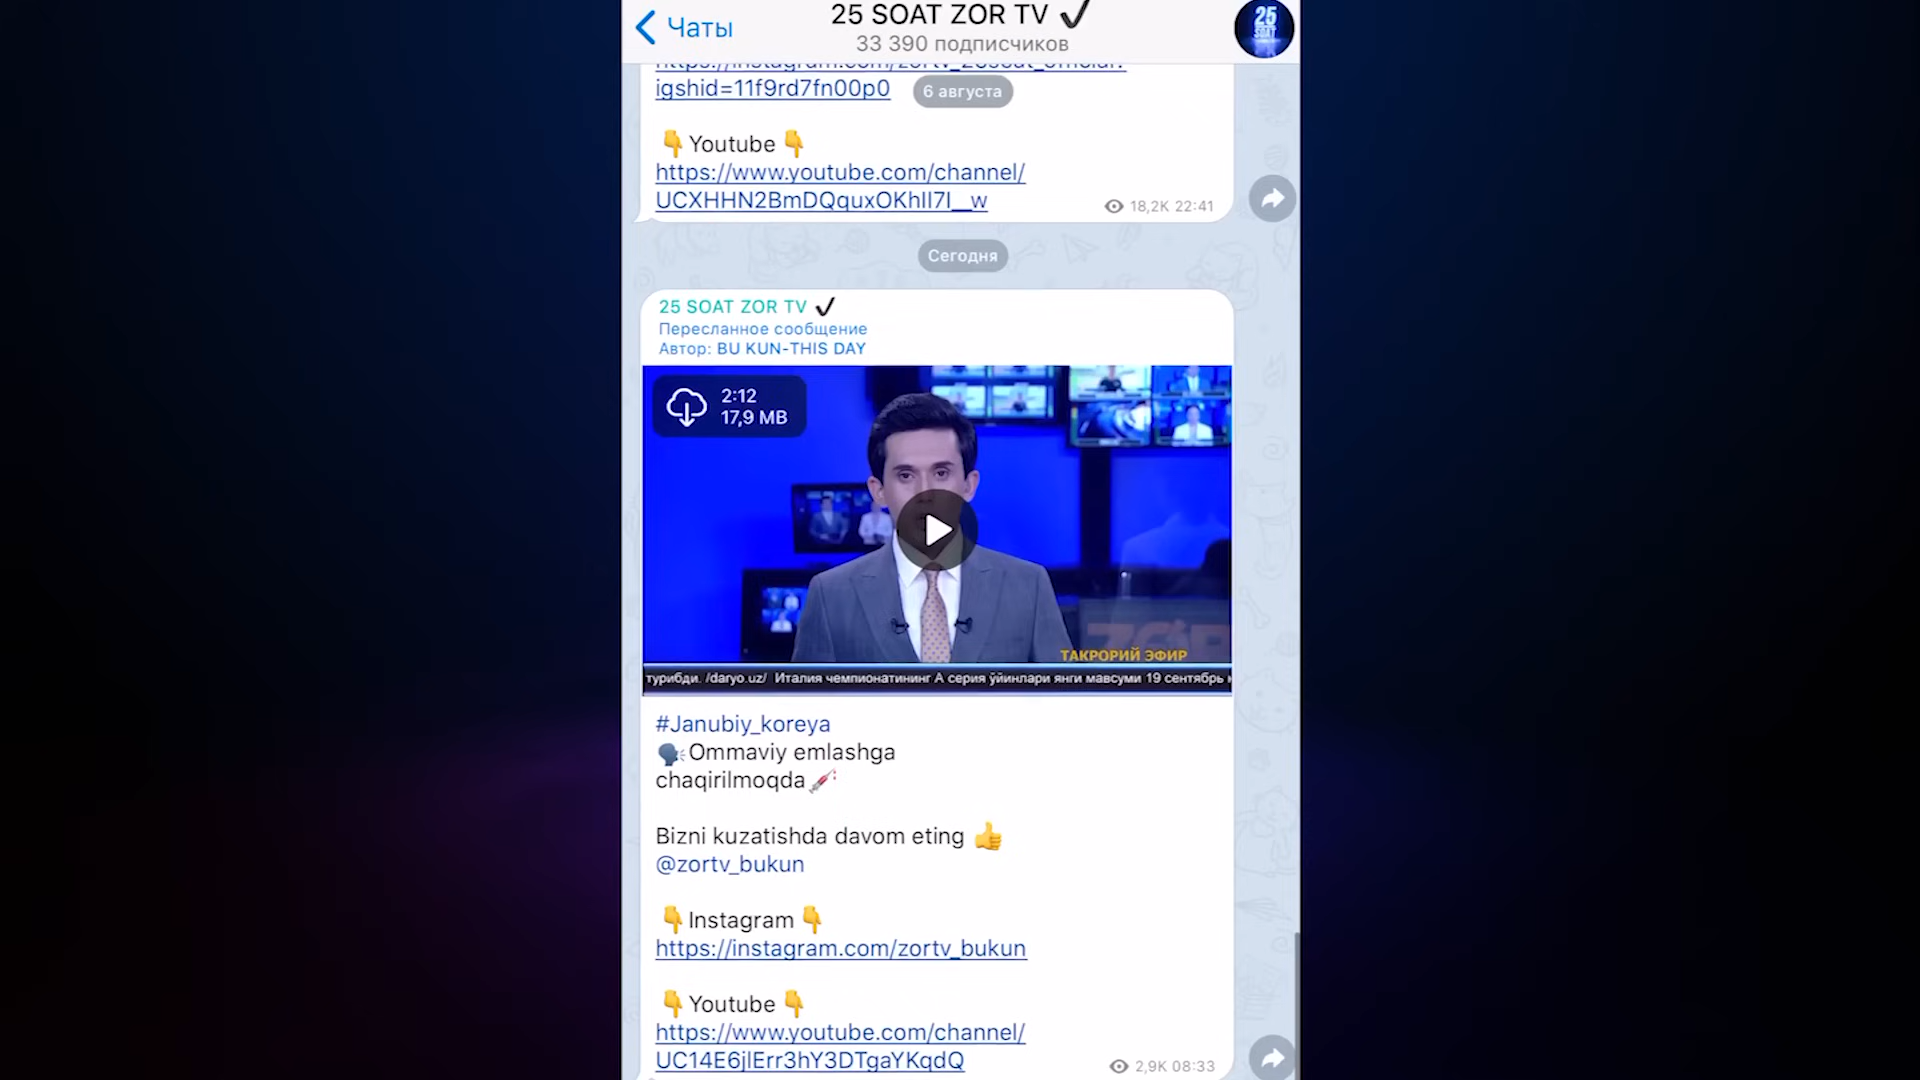 Чаты
25 SOAT ZOR TV
33 390 подписчиков
25
SOAT
igshid=11f9rd7fn00p0
6 августа
Youtube
https://www.youtube.com/channel/
UCXHHN2BmDQquxOKhII7I__w
18,2K 22:41
Сегодня
25 SOAT ZOR TV
Пересланное сообщение
Автор: BU KUN-THIS DAY
2:12
17,9 MB
ТАКРОРИЙ ЭФИР
турибди. /daryo.uz/ Италия чемпионатининг А серия ўйинлари янги мавсуми 19 сентябрь
#Janubiy_koreya
Ommaviy emlashga
chaqirilmoqda
Bizni kuzatishda davom eting
@zortv_bukun
Instagram
https://instagram.com/zortv_bukun
Youtube
https://www.youtube.com/channel/
UC14E6jlErr3hY3DTgaYKqdQ
2,9K 08:33